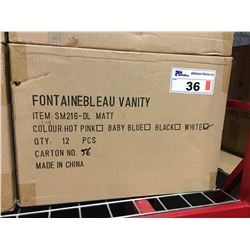 36
FONTAINEBLEAU VANITY
ITEM: SM216-DL MATT
COLOUR:HOT PINK□ BABY BLUE□ BLACK□ WHITE☑
QTY: 12 PCS
CARTON NO. 56
MADE IN CHINA